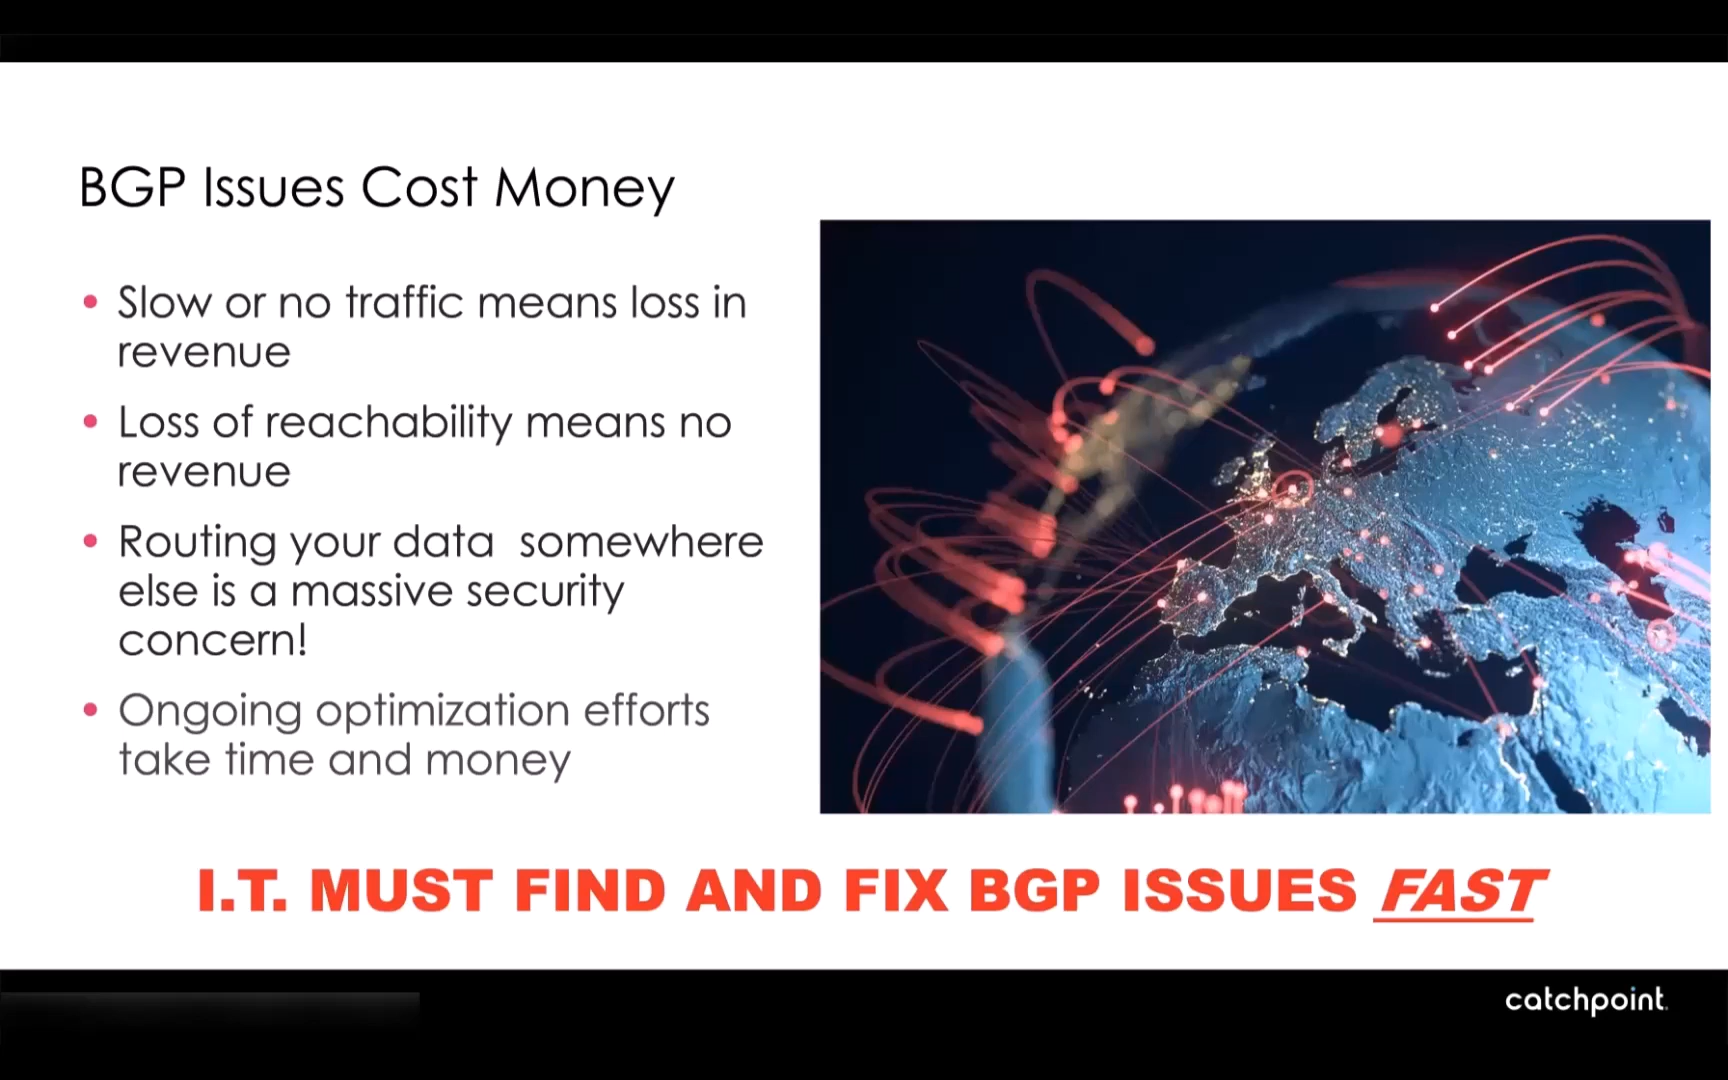 BGP Issues Cost Money
• Slow or no traffic means loss in
revenue
• Loss of reachability means no
revenue
• Routing your data  somewhere
else is a massive security
concern!
• Ongoing optimization efforts
take time and money
I.T. MUST FIND AND FIX BGP ISSUES FAST
catchpoint.